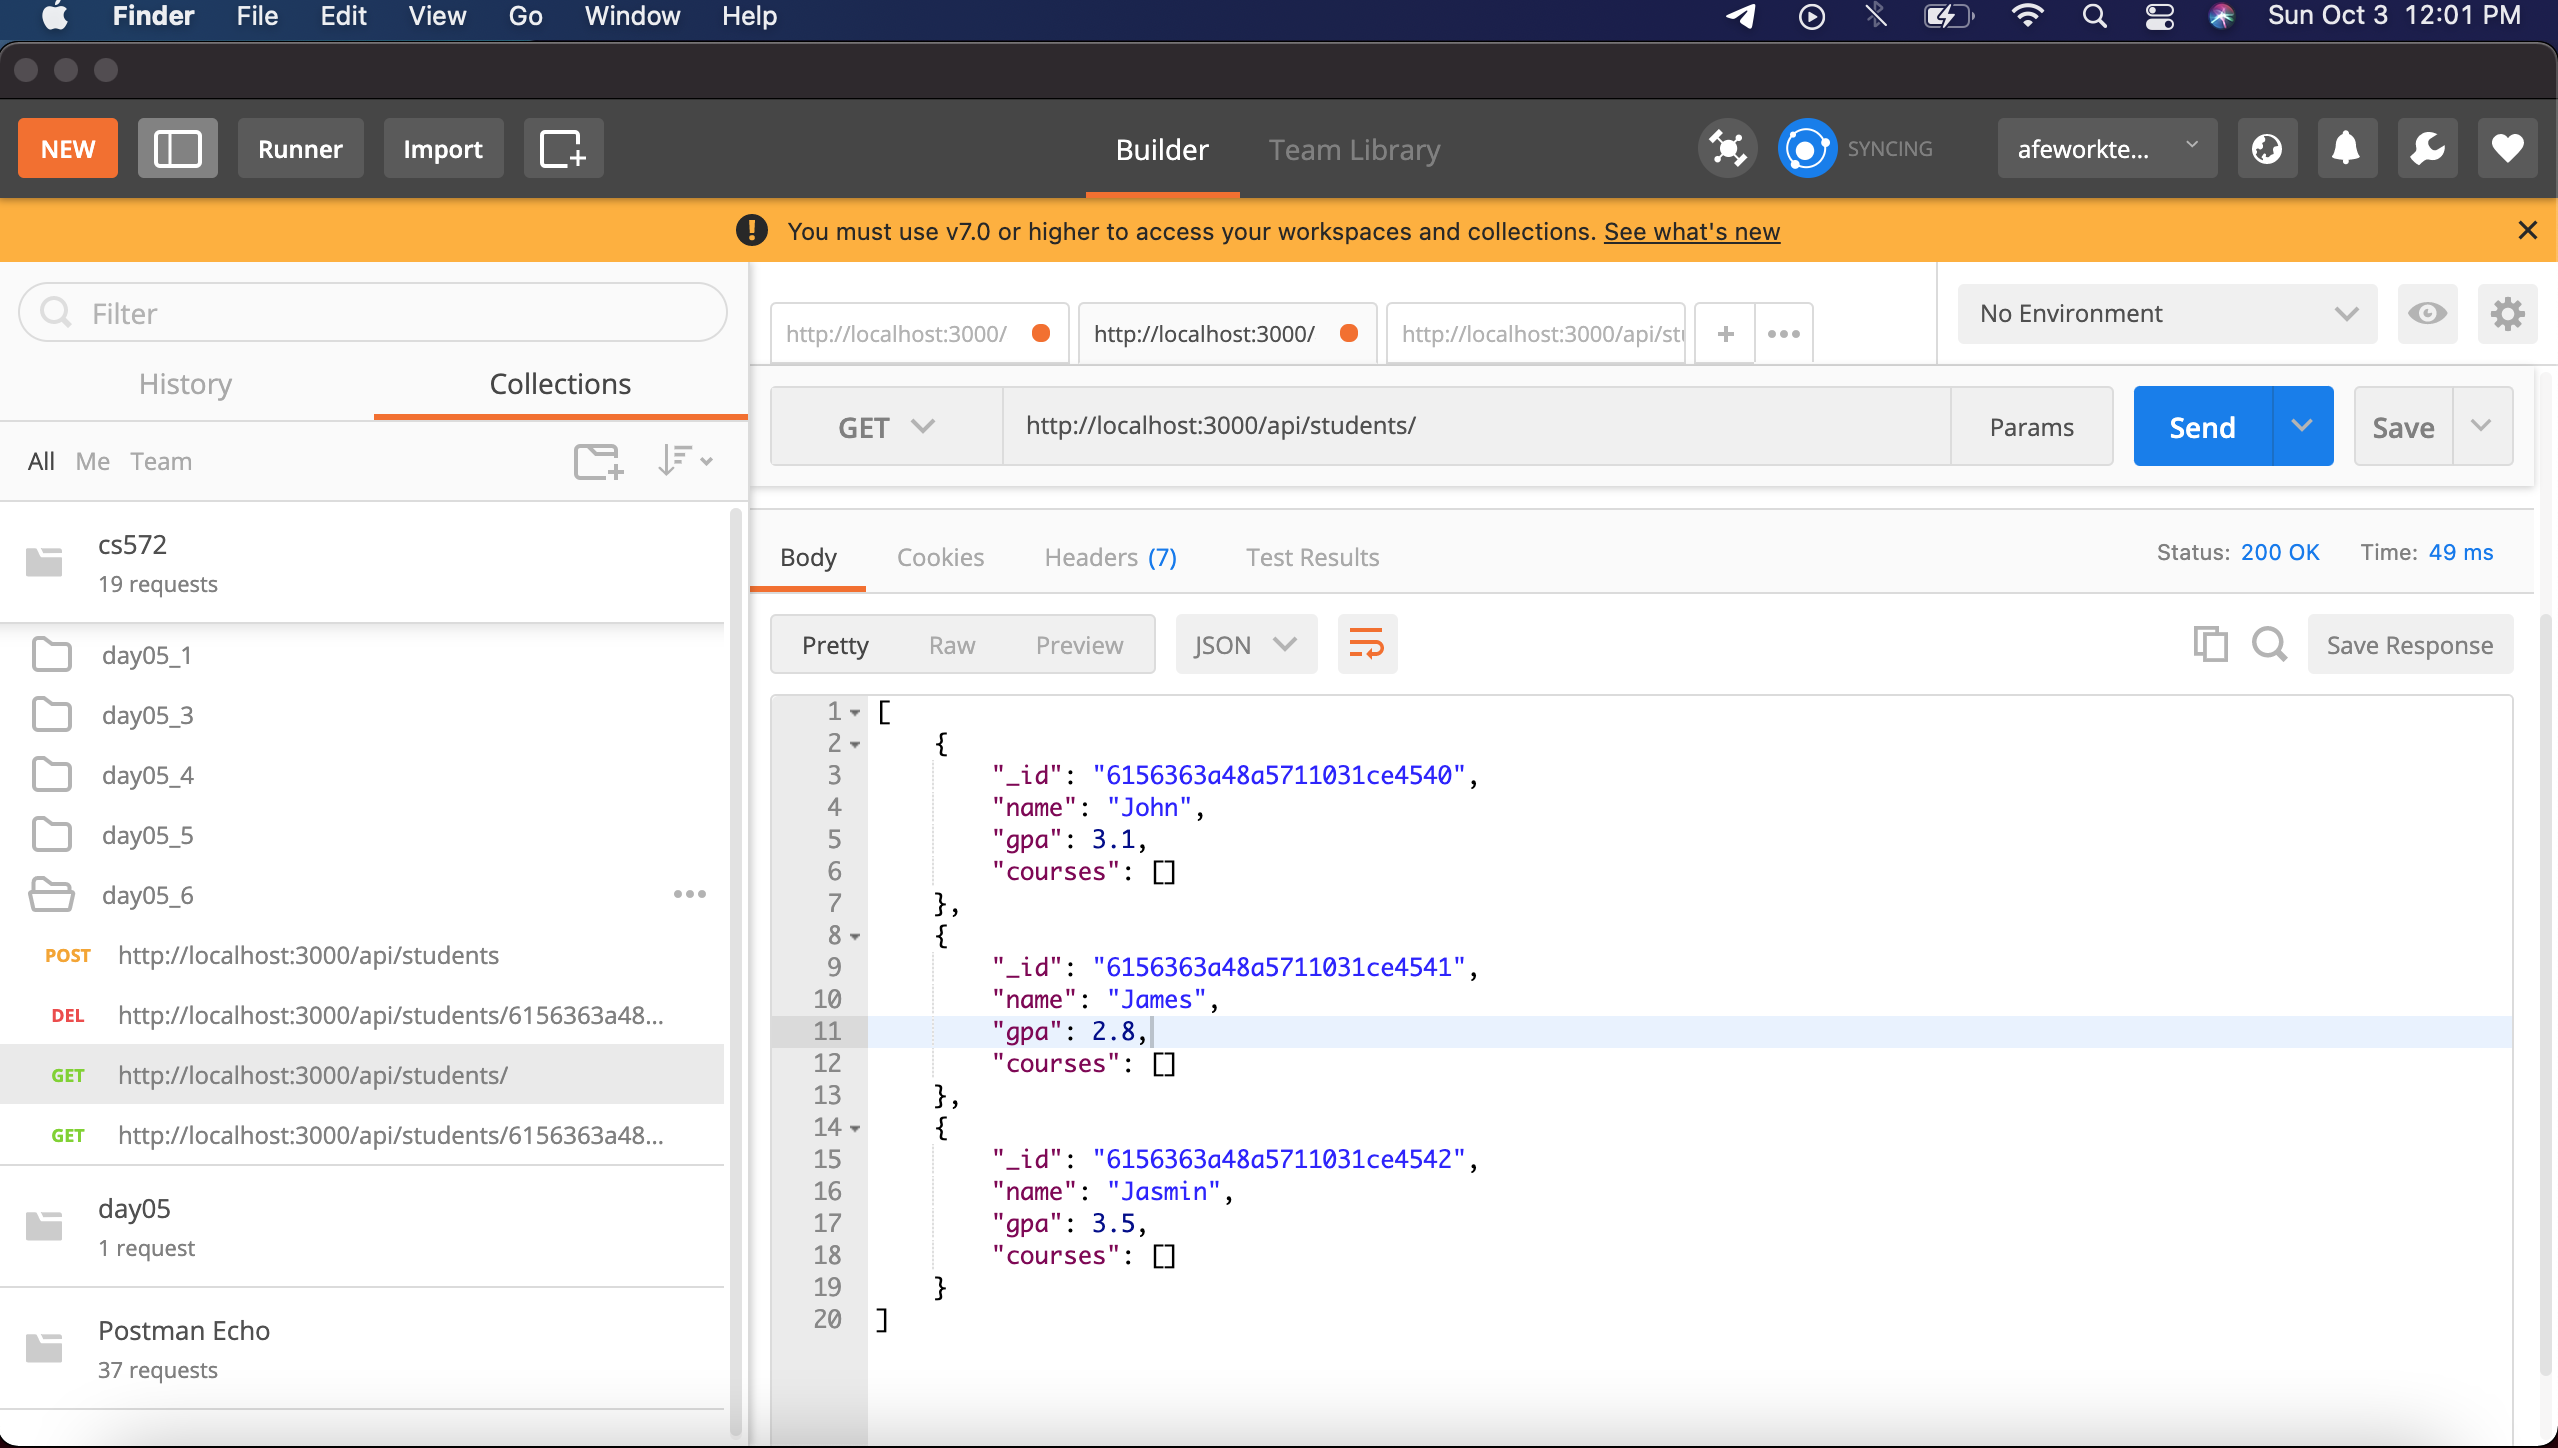 Finder File Edit View Go Window Help Sun Oct 3 12:01 PM
NEW Runner Import Builder Team Library SYNCING afeworkte...
You must use v7.0 or higher to access your workspaces and collections. See what's new
Filter
http://localhost:3000/ http://localhost:3000/ http://localhost:3000/api/stu + No Environment
History Collections
GET http://localhost:3000/api/students/ Params Send Save
All Me Team
cs572
19 requests
day05_1
day05_3
day05_4
day05_5
day05_6
POST http://localhost:3000/api/students
DEL http://localhost:3000/api/students/6156363a48...
GET http://localhost:3000/api/students/
GET http://localhost:3000/api/students/6156363a48...
day05
1 request
Postman Echo
37 requests
Body Cookies Headers (7) Test Results Status: 200 OK Time: 49 ms
Pretty Raw Preview JSON Save Response
1 [
2 {
3 "_id": "6156363a48a5711031ce4540",
4 "name": "John",
5 "gpa": 3.1,
6 "courses": []
7 },
8 {
9 "_id": "6156363a48a5711031ce4541",
10 "name": "James",
11 "gpa": 2.8,
12 "courses": []
13 },
14 {
15 "_id": "6156363a48a5711031ce4542",
16 "name": "Jasmin",
17 "gpa": 3.5,
18 "courses": []
19 }
20 ]